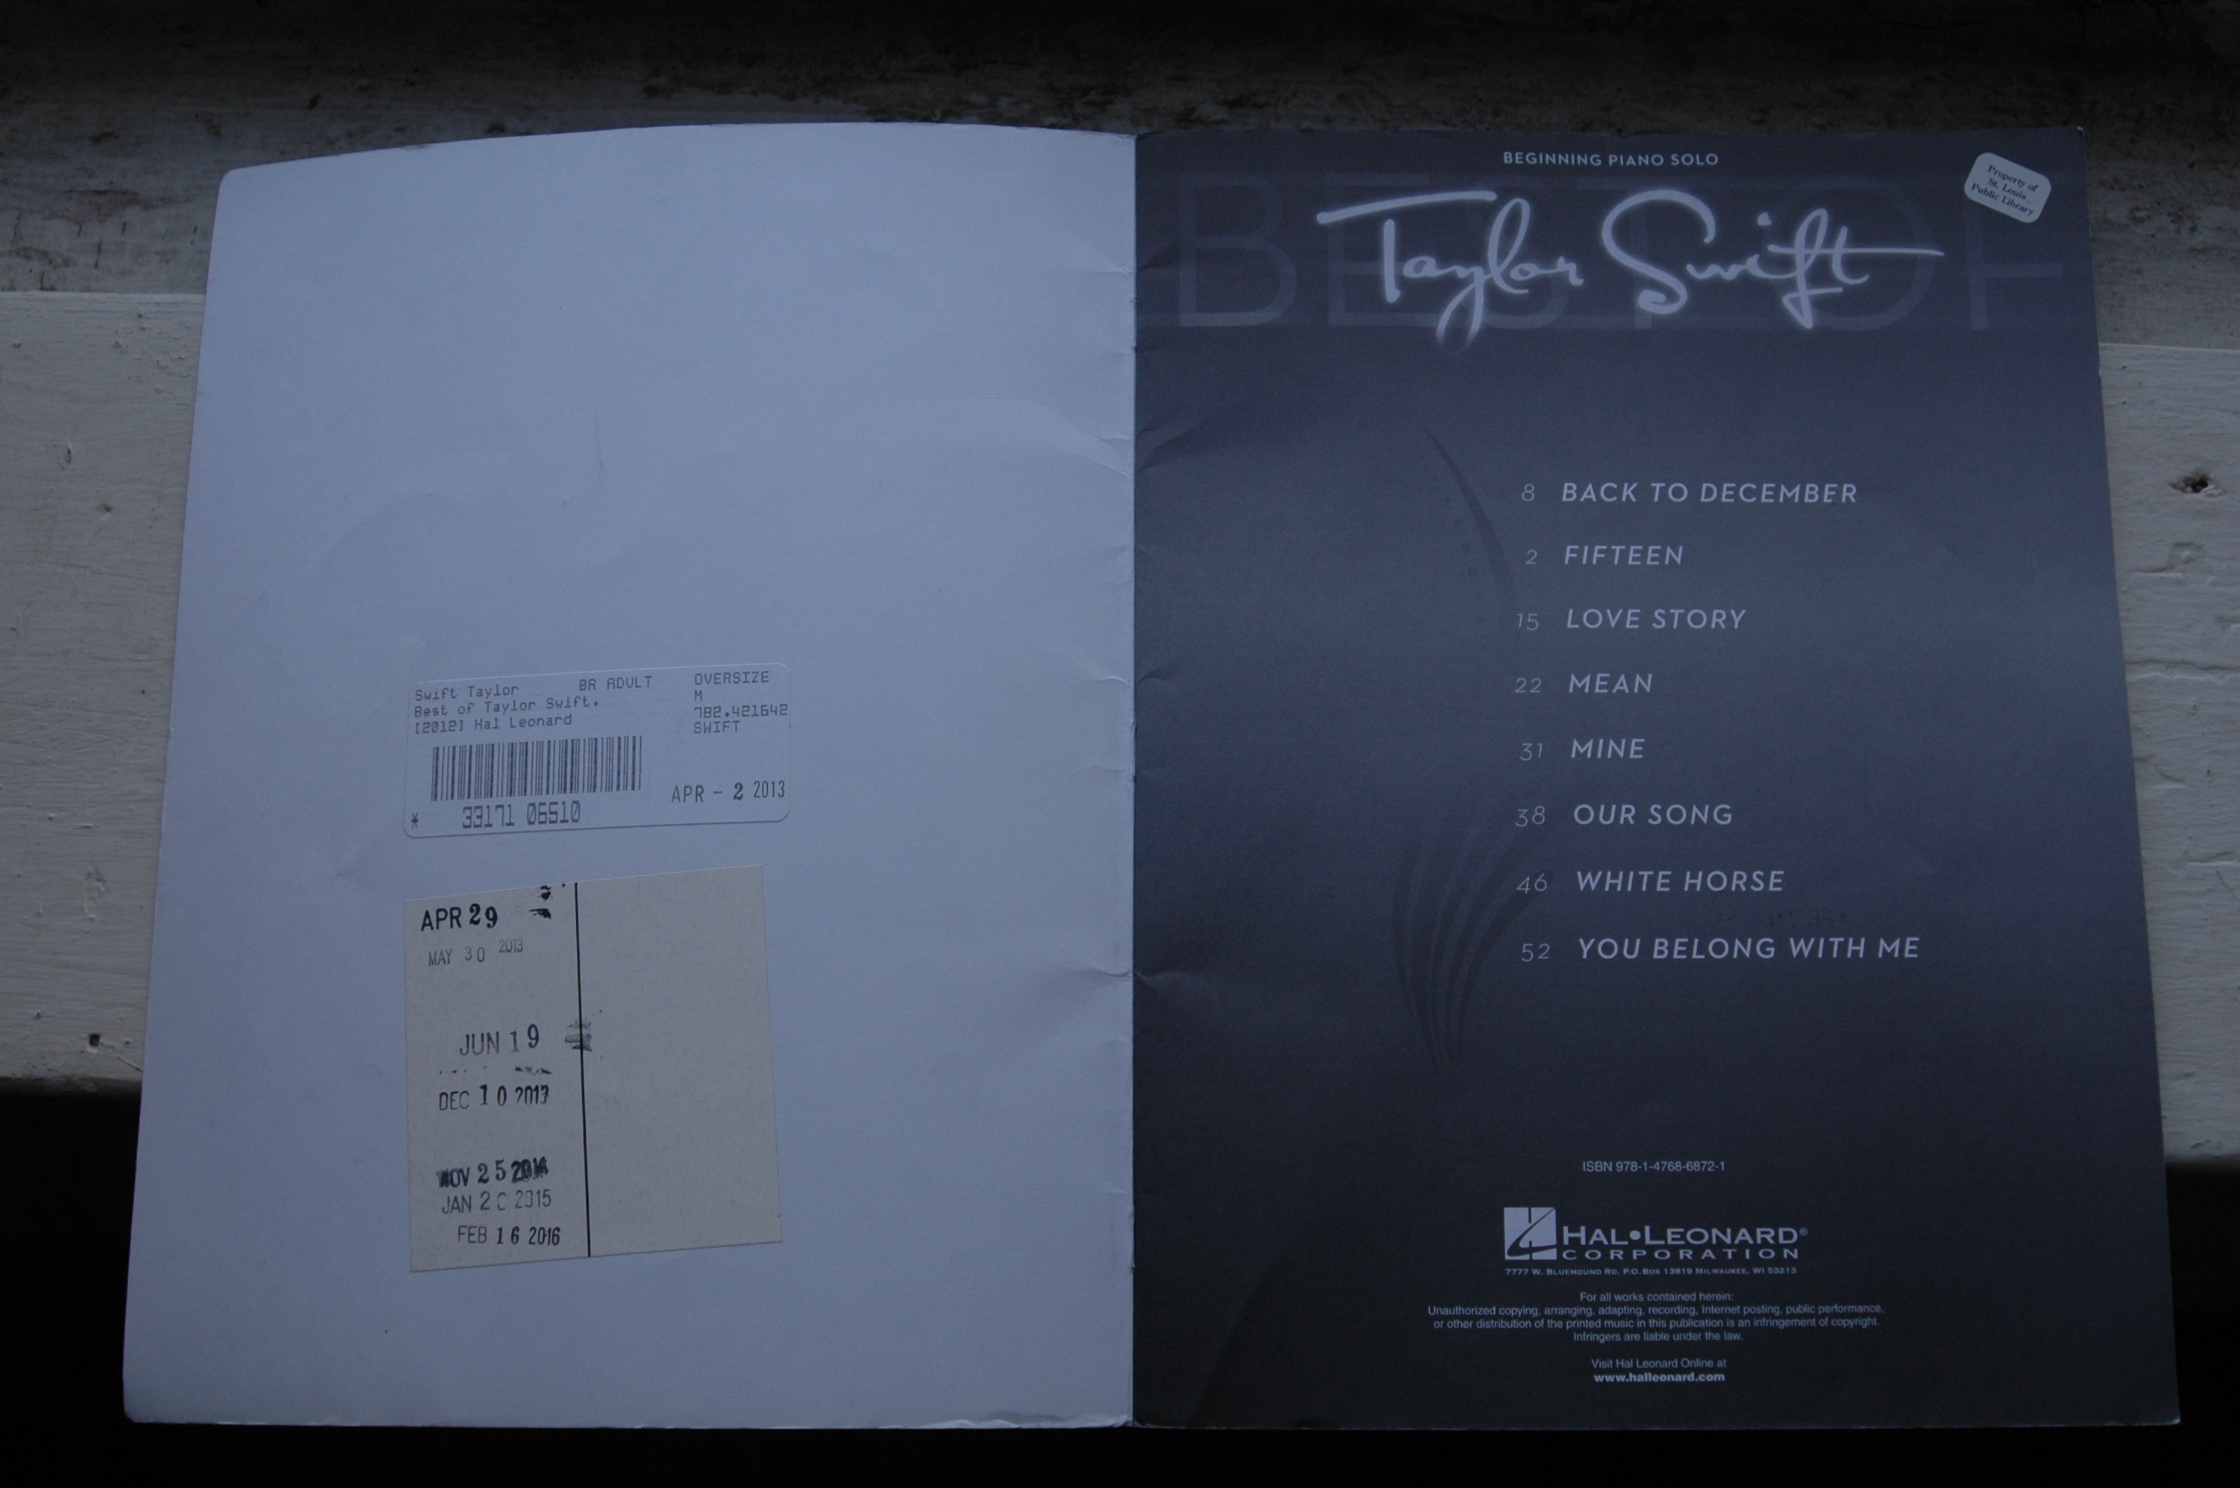 Swift Taylor BR ADULT
Best of Taylor Swift.
[2012] Hal Leonard
OVERSIZE
M
782.421642
SWIFT
APR - 2 2013
* 33171 06510
APR 29
MAY 30 2013
JUN 19
DEC 10 2013
NOV 25 2014
JAN 20 2015
FEB 16 2016
BEGINNING PIANO SOLO
BEST OF
Taylor Swift
Property of
St. Louis
Public Library
8 BACK TO DECEMBER
2 FIFTEEN
15 LOVE STORY
22 MEAN
31 MINE
38 OUR SONG
46 WHITE HORSE
52 YOU BELONG WITH ME
ISBN 978-1-4768-6872-1
HAL•LEONARD®
CORPORATION
7777 W. BLUEMOUND RD. P.O. BOX 13819 MILWAUKEE, WI 53213
For all works contained herein:
Unauthorized copying, arranging, adapting, recording, Internet posting, public performance,
or other distribution of the printed music in this publication is an infringement of copyright.
Infringers are liable under the law.
Visit Hal Leonard Online at
www.halleonard.com